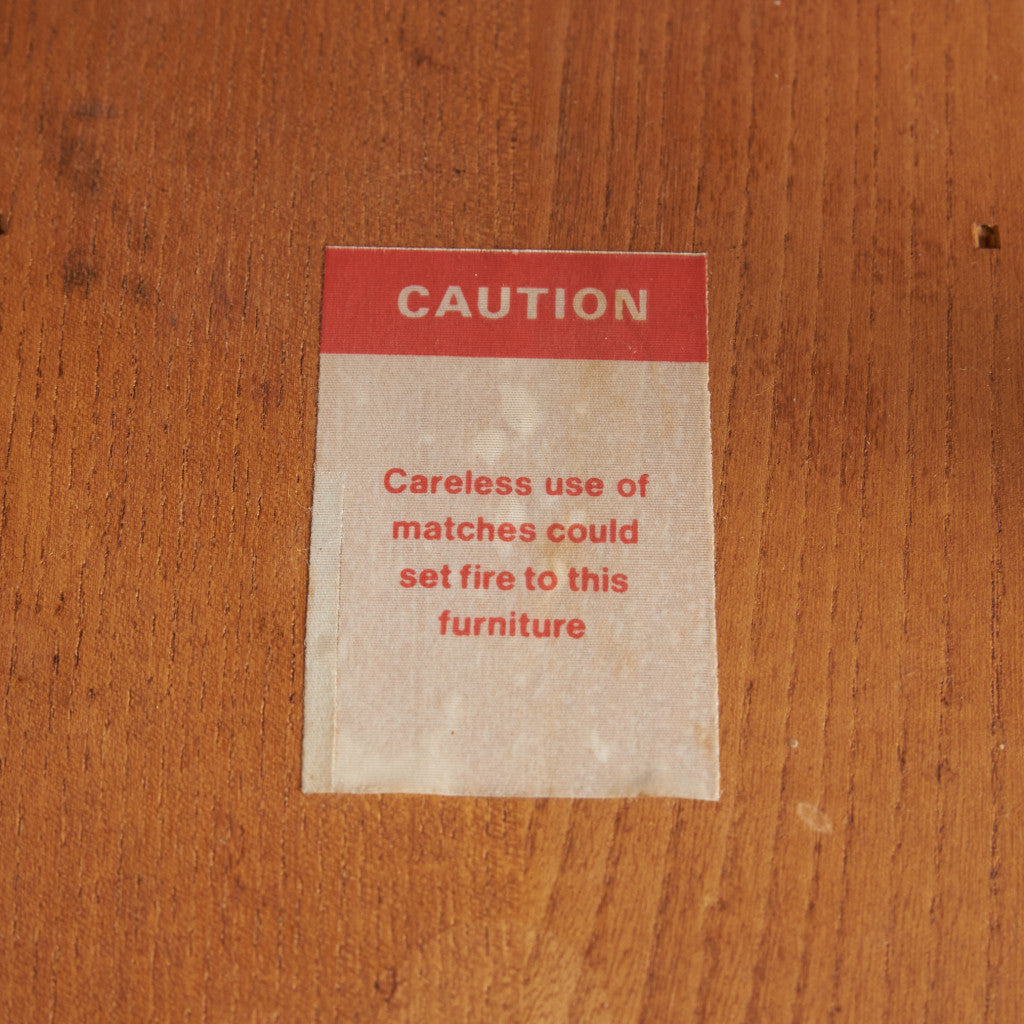 CAUTION
Careless use of
matches could
set fire to this
furniture